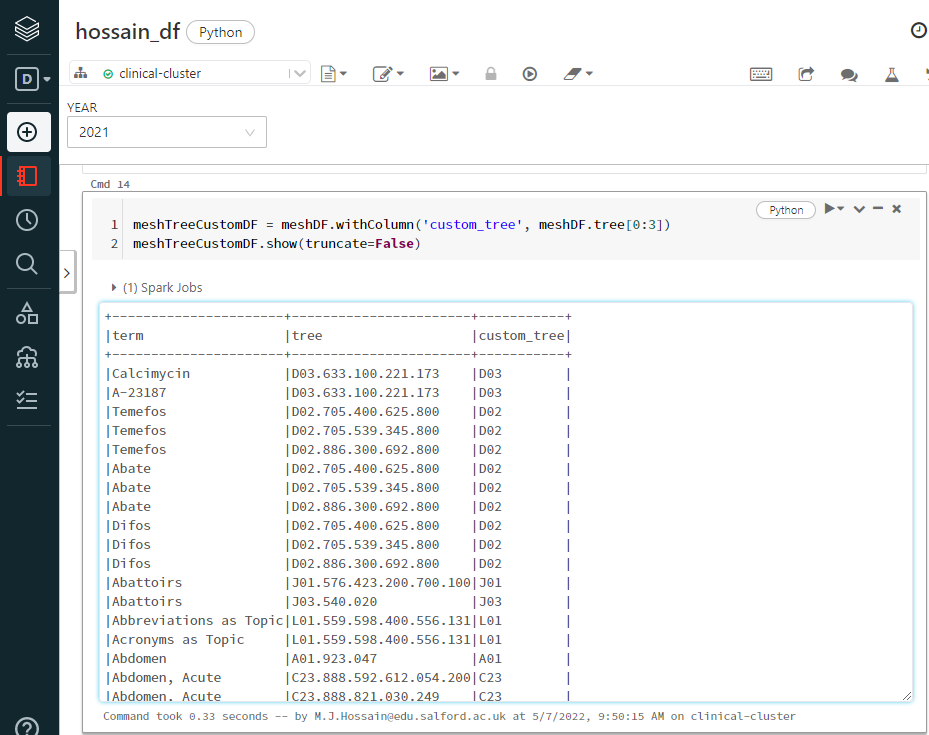 hossain_df Python
D clinical-cluster
YEAR
2021
Cmd 14
Python
1 meshTreeCustomDF = meshDF.withColumn('custom_tree', meshDF.tree[0:3])
2 meshTreeCustomDF.show(truncate=False)
(1) Spark Jobs
+----------------------+-----------------------+-----------+
|term                  |tree                   |custom_tree|
+----------------------+-----------------------+-----------+
|Calcimycin            |D03.633.100.221.173    |D03        |
|A-23187               |D03.633.100.221.173    |D03        |
|Temefos               |D02.705.400.625.800    |D02        |
|Temefos               |D02.705.539.345.800    |D02        |
|Temefos               |D02.886.300.692.800    |D02        |
|Abate                 |D02.705.400.625.800    |D02        |
|Abate                 |D02.705.539.345.800    |D02        |
|Abate                 |D02.886.300.692.800    |D02        |
|Difos                 |D02.705.400.625.800    |D02        |
|Difos                 |D02.705.539.345.800    |D02        |
|Difos                 |D02.886.300.692.800    |D02        |
|Abattoirs             |J01.576.423.200.700.100|J01        |
|Abattoirs             |J03.540.020            |J03        |
|Abbreviations as Topic|L01.559.598.400.556.131|L01        |
|Acronyms as Topic     |L01.559.598.400.556.131|L01        |
|Abdomen               |A01.923.047            |A01        |
|Abdomen, Acute        |C23.888.592.612.054.200|C23        |
|Abdomen, Acute        |C23.888.821.030.249    |C23        |
Command took 0.33 seconds -- by M.J.Hossain@edu.salford.ac.uk at 5/7/2022, 9:50:15 AM on clinical-cluster